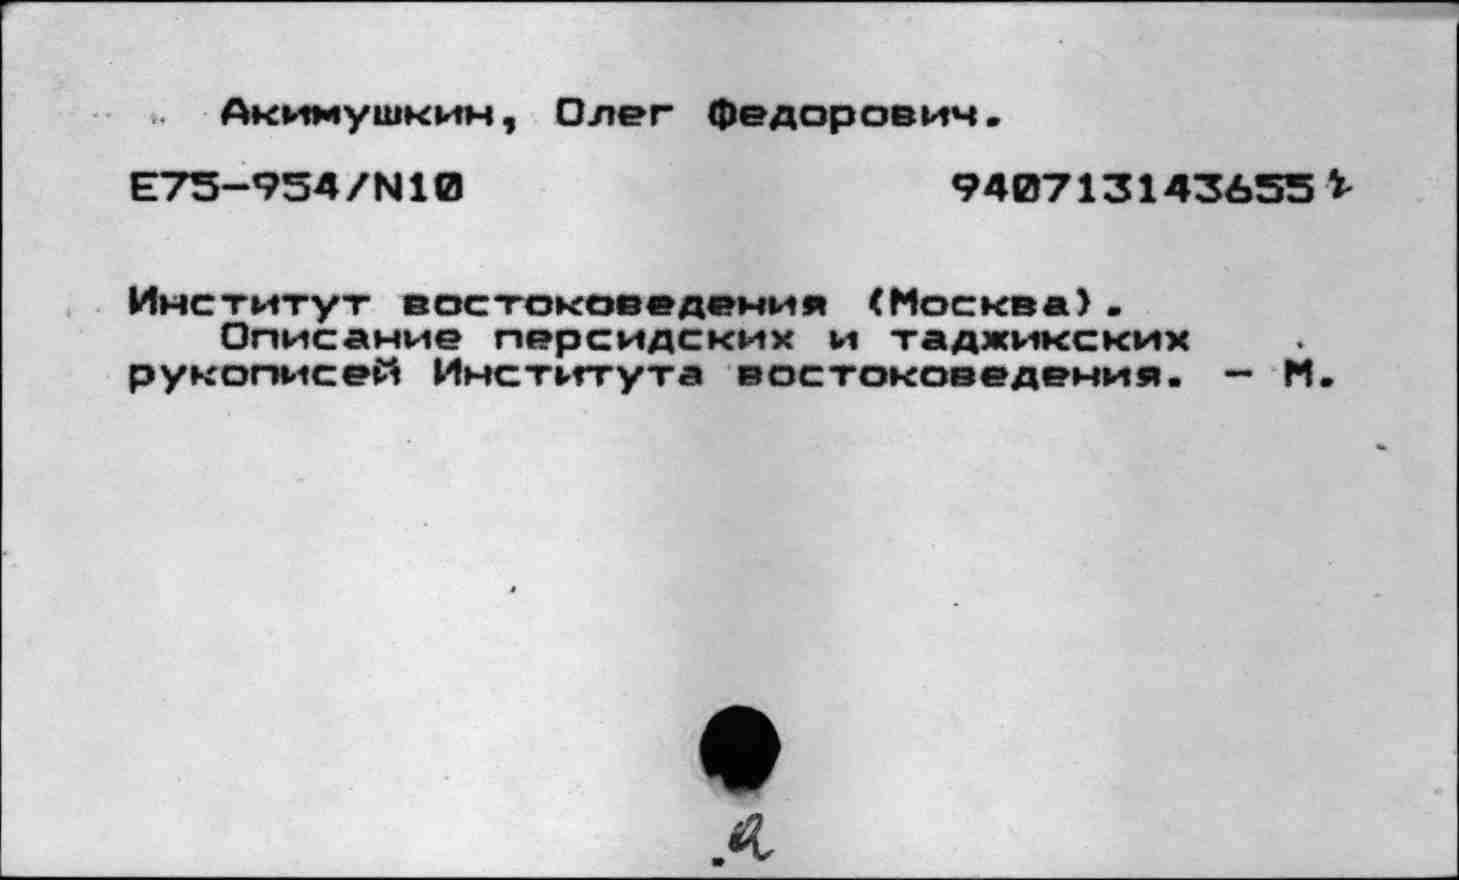 Акимушкин, Олег Федорович.
E75-954/N10 940713143655
Институт востоковедения (Москва).
Описание персидских и таджикских
рукописей Института востоковедения. - М.